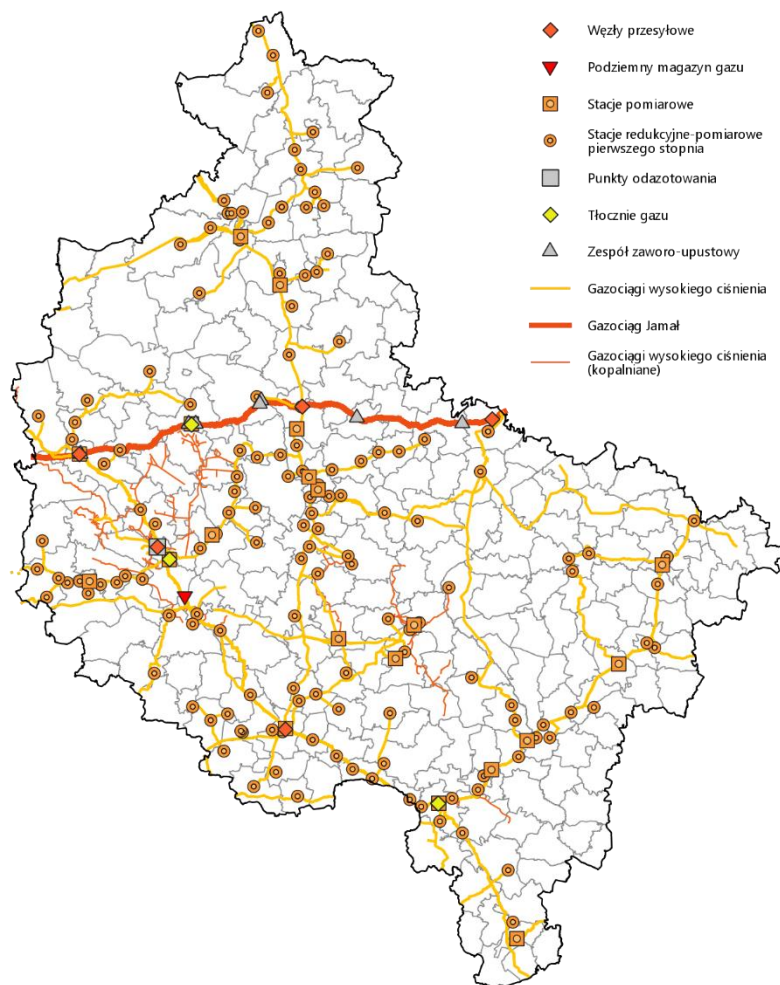 Węzły przesyłowe
Podziemny magazyn gazu
Stacje pomiarowe
Stacje redukcyjne-pomiarowe
pierwszego stopnia
Punkty odazotowania
Tłocznie gazu
Zespół zaworo-upustowy
Gazociągi wysokiego ciśnienia
Gazociąg Jamał
Gazociągi wysokiego ciśnienia
(kopalniane)